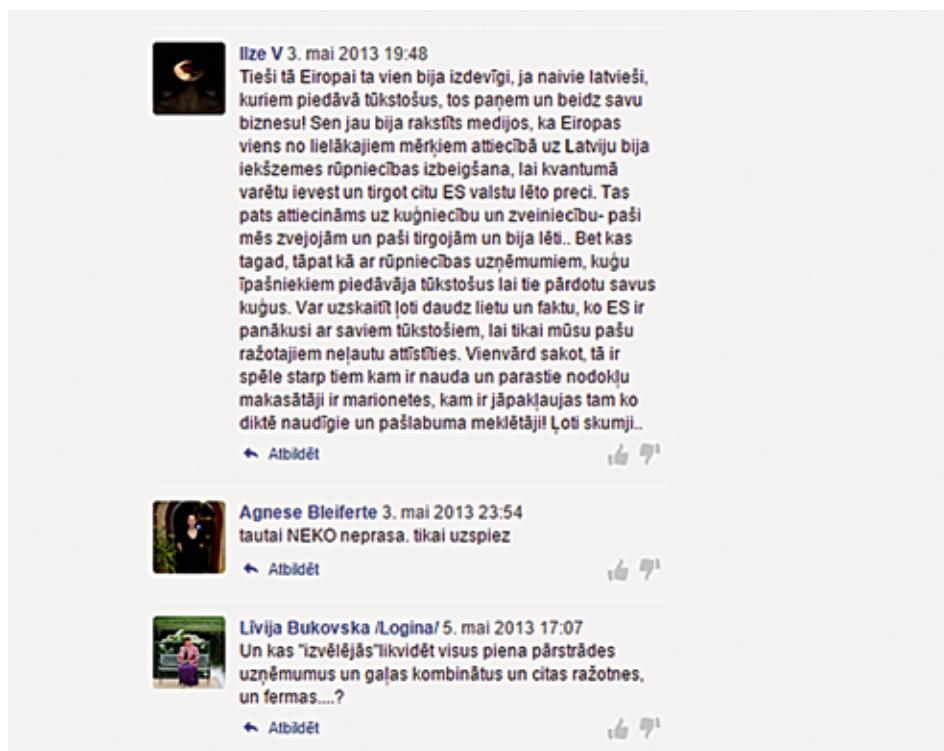 Ilze V 3. mai 2013 19:48
Tieši tā Eiropai ta vien bija izdevīgi, ja naivie latvieši,
kuriem piedāvā tūkstošus, tos paņem un beidz savu
biznesu! Sen jau bija rakstīts medijos, ka Eiropas
viens no lielākajiem mērķiem attiecībā uz Latviju bija
iekšzemes rūpniecības izbeigšana, lai kvantumā
varētu ievest un tirgot citu ES valstu lēto preci. Tas
pats attiecināms uz kuģniecību un zveiniecību- paši
mēs zvejojām un paši tirgojām un bija lēti.. Bet kas
tagad, tāpat kā ar rūpniecības uzņēmumiem, kuģu
īpašniekiem piedāvāja tūkstošus lai tie pārdotu savus
kuģus. Var uzskaitīt ļoti daudz lietu un faktu, ko ES ir
panākusi ar saviem tūkstošiem, lai tikai mūsu pašu
ražotajiem neļautu attīstīties. Vienvārd sakot, tā ir
spēle starp tiem kam ir nauda un parastie nodokļu
makasātāji ir marionetes, kam ir jāpakļaujas tam ko
diktē naudīgie un pašlabuma meklētāji! Ļoti skumji..
Atbildēt
Agnese Bleiferte 3. mai 2013 23:54
tautai NEKO neprasa. tikai uzspiez
Atbildēt
Līvija Bukovska /Logina/ 5. mai 2013 17:07
Un kas "izvēlējās"likvidēt visus piena pārstrādes
uzņēmumus un gaļas kombinātus un citas ražotnes,
un fermas....?
Atbildēt